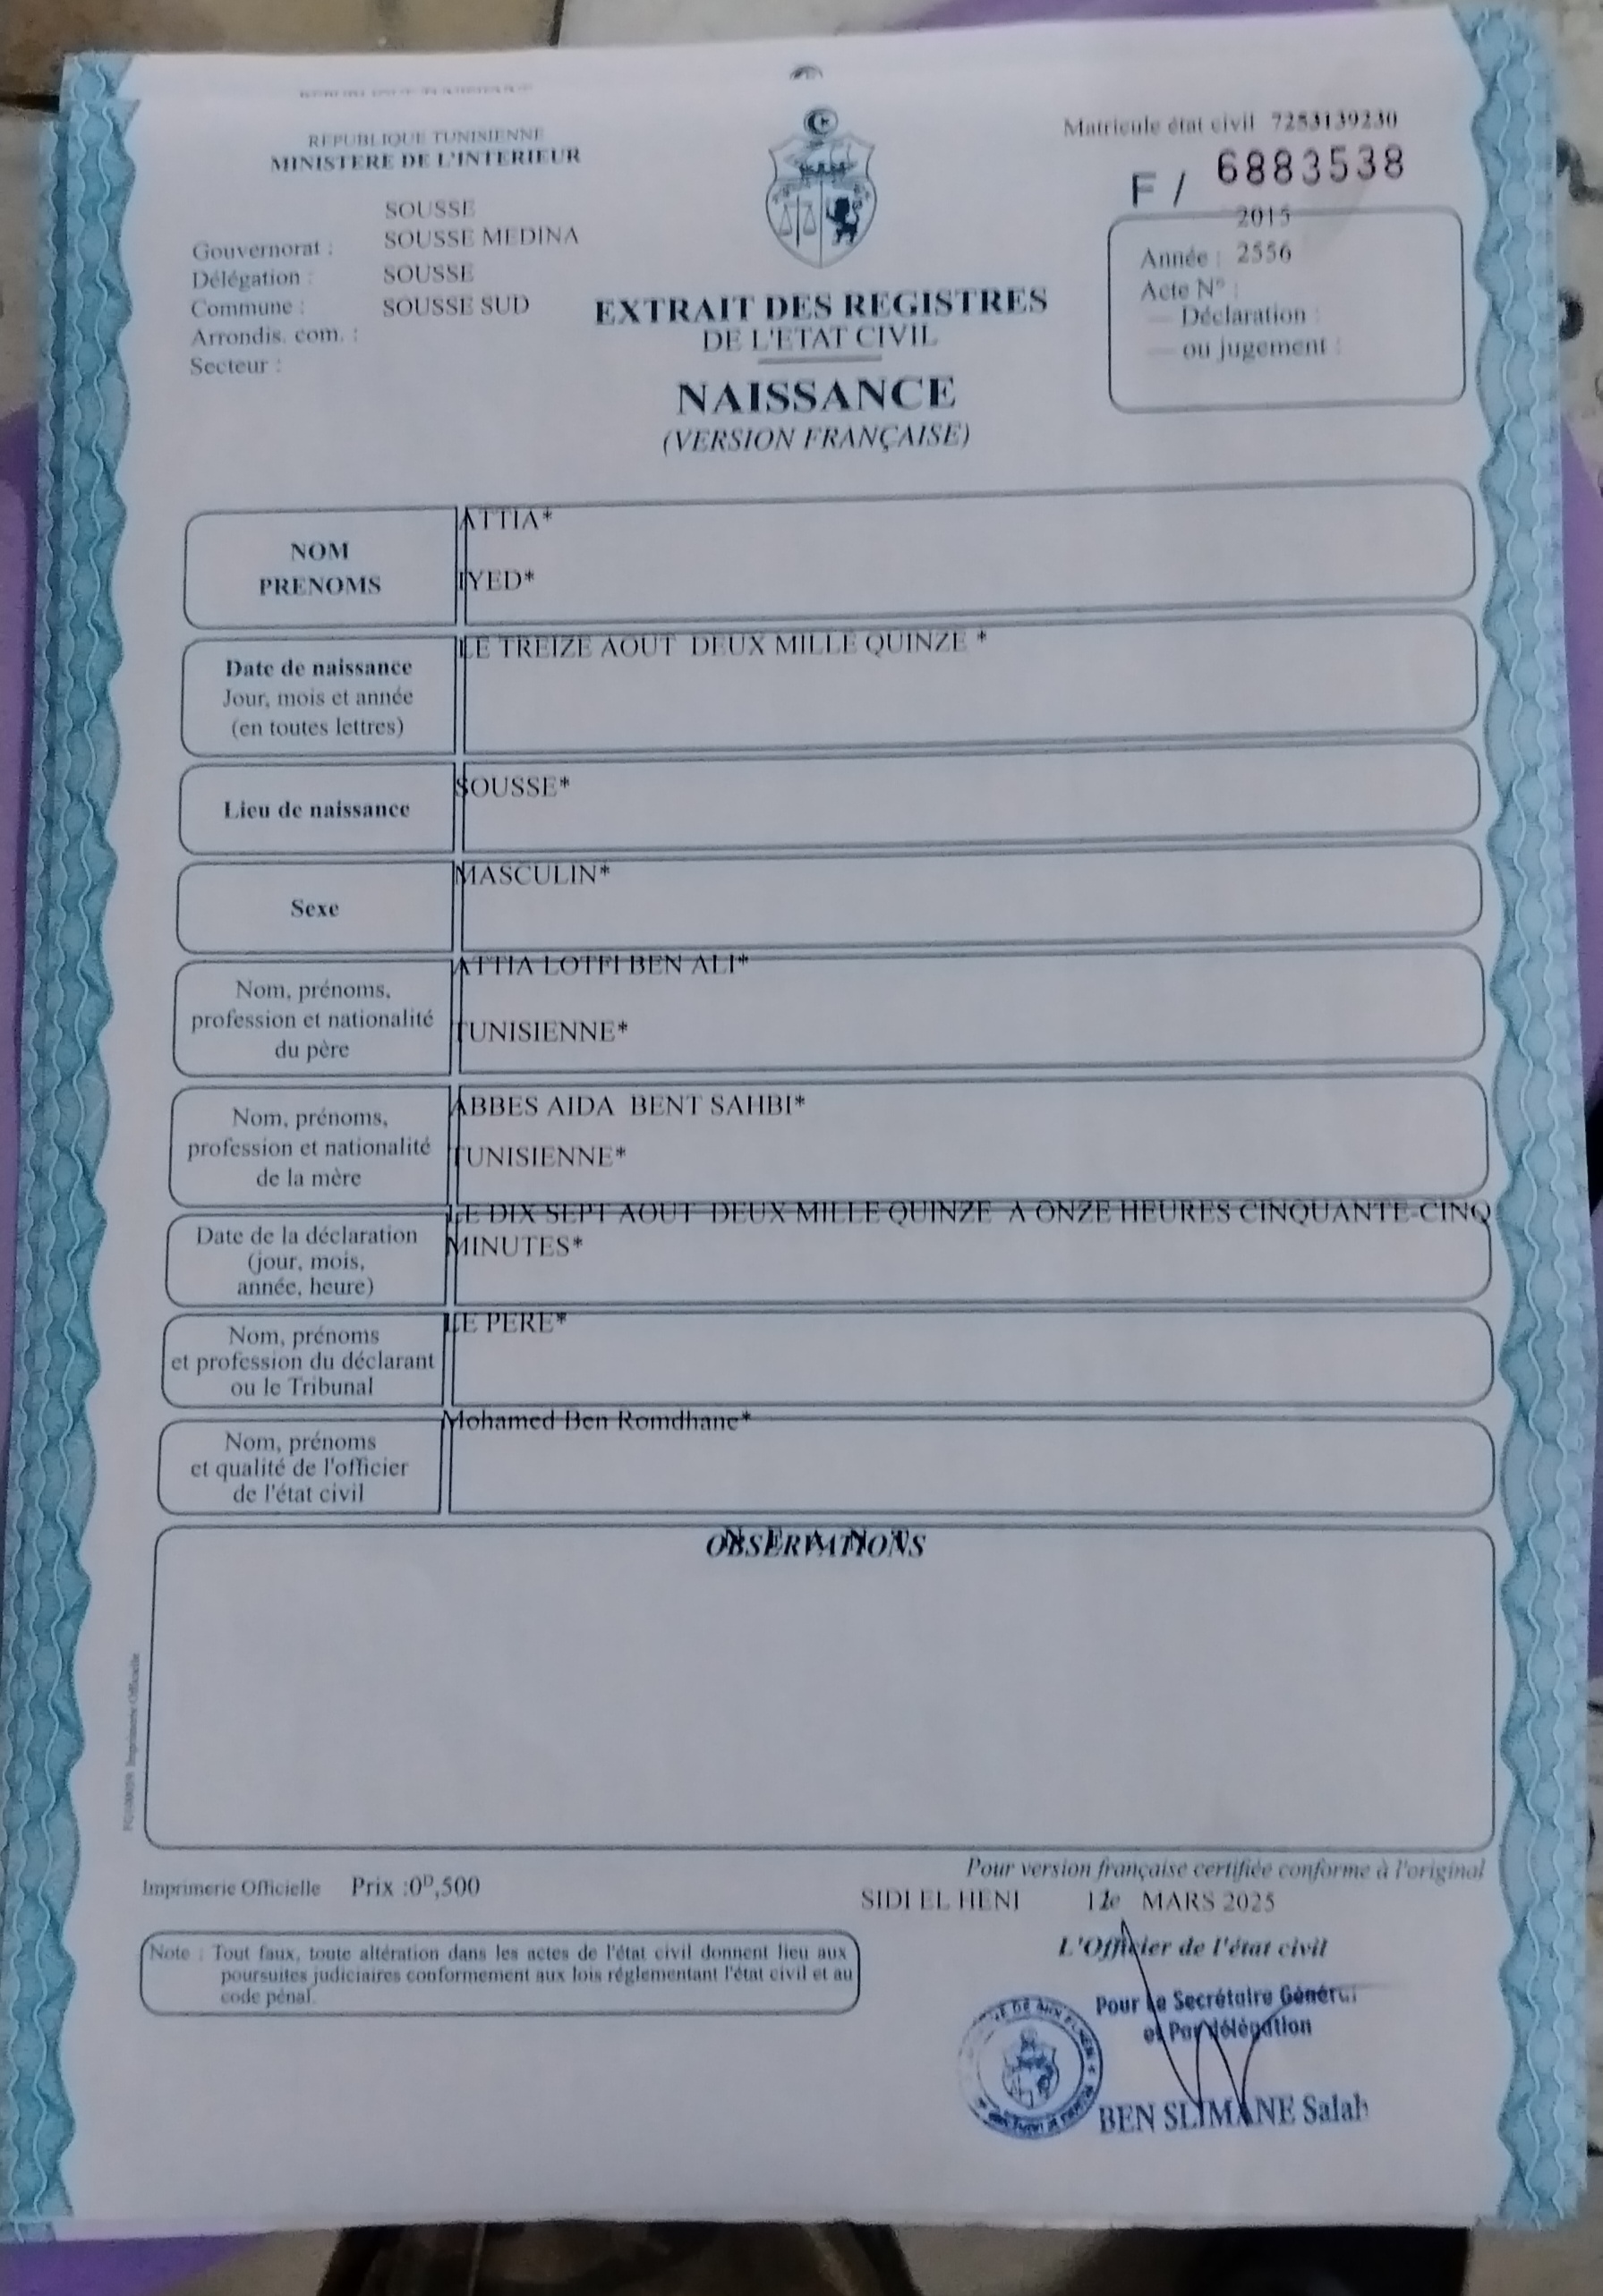 REPUBLIQUE TUNISIENNE
MINISTERE DE L'INTERIEUR
Matricule état civil 7253139230
F / 6883538
SOUSSE
Gouvernorat : SOUSSE MEDINA
Délégation : SOUSSE
Commune : SOUSSE SUD
Arrondis. com. :
Secteur :
2015
Année : 2556
Acte N° :
— Déclaration :
— ou jugement :
EXTRAIT DES REGISTRES
DE L'ETAT CIVIL
NAISSANCE
(VERSION FRANÇAISE)
NOM
PRENOMS
ATTIA*
IYED*
Date de naissance
Jour, mois et année
(en toutes lettres)
LE TREIZE AOUT DEUX MILLE QUINZE *
Lieu de naissance
SOUSSE*
Sexe
MASCULIN*
Nom, prénoms,
profession et nationalité
du père
ATTIA LOTFI BEN ALI*
TUNISIENNE*
Nom, prénoms,
profession et nationalité
de la mère
ABBES AIDA BENT SAHBI*
TUNISIENNE*
Date de la déclaration
(jour, mois,
année, heure)
LE DIX SEPT AOUT DEUX MILLE QUINZE A ONZE HEURES CINQUANTE-CINQ
MINUTES*
Nom, prénoms
et profession du déclarant
ou le Tribunal
LE PERE*
Nom, prénoms
et qualité de l'officier
de l'état civil
Mohamed Ben Romdhane*
OBSERVATIONS
N E A N T
Imprimerie Officielle
Imprimerie Officielle Prix :0D,500
Pour version française certifiée conforme à l'original
SIDI EL HENI le MARS 2025
L'Officier de l'état civil
Note : Tout faux, toute altération dans les actes de l'état civil donnent lieu aux
poursuites judiciaires conformement aux lois réglementant l'état civil et au
code pénal.
Pour Le Secrétaire Général
et Par délégation
BEN SLIMANE Salah